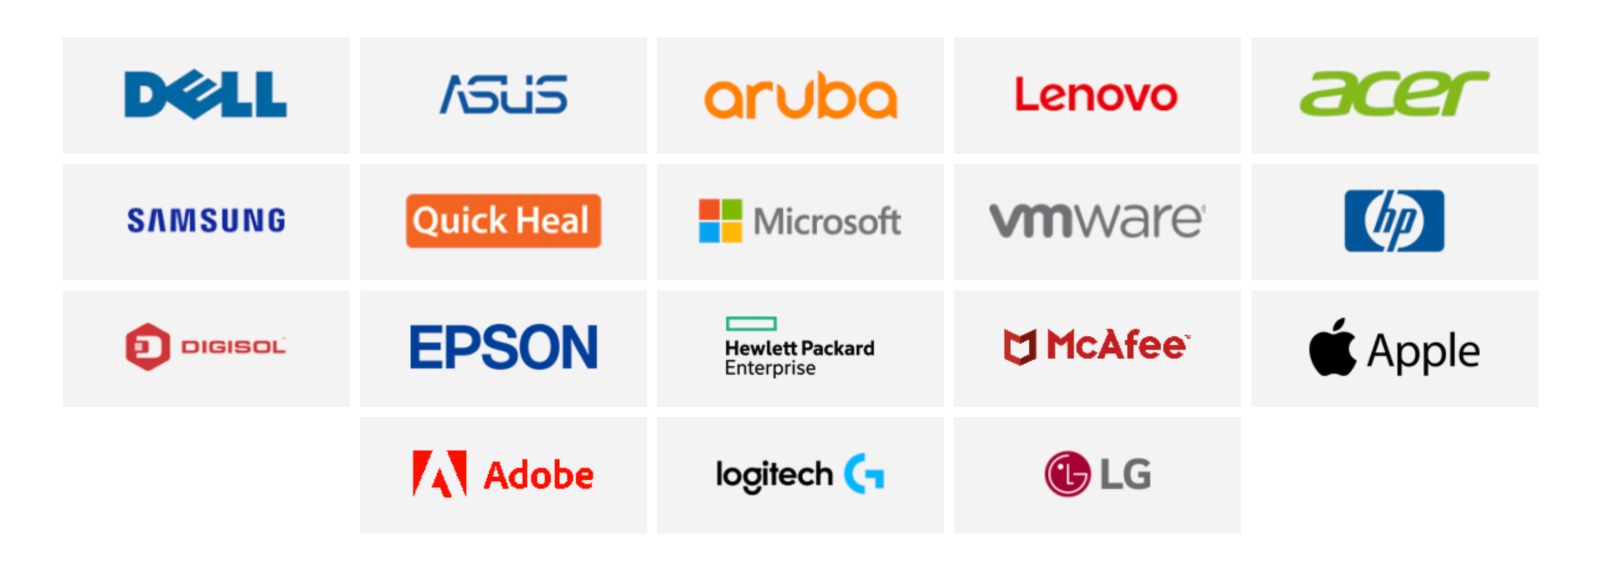 DELL
ASUS
aruba
Lenovo
acer
SAMSUNG
Quick Heal
Microsoft
vmware
hp
DIGISOL
EPSON
Hewlett Packard
Enterprise
McAfee™
Apple
Adobe
logitech G
LG